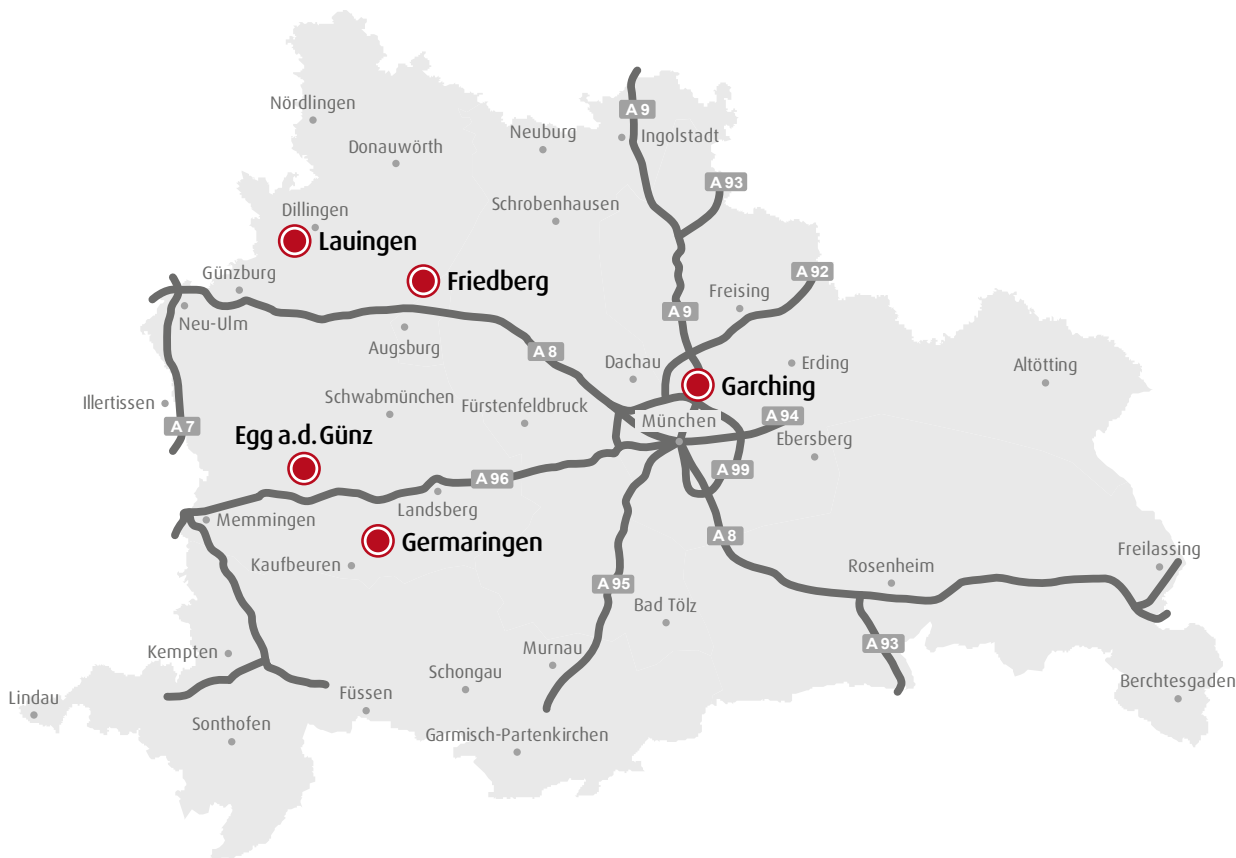 Nördlingen
A 9
Neuburg
Ingolstadt
Donauwörth
A 93
Schrobenhausen
Dillingen
Lauingen
Günzburg
Friedberg
A 92
Freising
Neu-Ulm
A 9
Augsburg
A 8
Dachau
Erding
Altötting
Garching
Illertissen
Schwabmünchen
Fürstenfeldbruck
A 94
München
A 7
Egg a.d. Günz
Ebersberg
A 99
A 96
Landsberg
Memmingen
A 8
Germaringen
Freilassing
Kaufbeuren
Rosenheim
A 95
Bad Tölz
A 93
Kempten
Murnau
Schongau
Berchtesgaden
Lindau
Füssen
Sonthofen
Garmisch-Partenkirchen